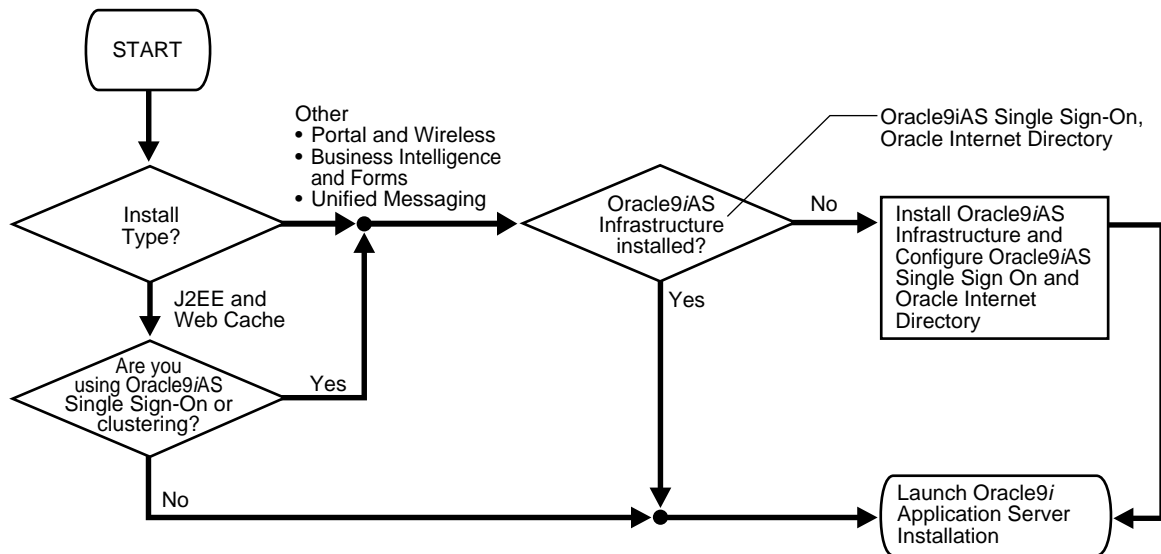 START
Other
• Portal and Wireless
• Business Intelligence
and Forms
• Unified Messaging
Oracle9iAS Single Sign-On,
Oracle Internet Directory
Install
Type?
Oracle9iAS
Infrastructure
installed?
No
Install Oracle9iAS
Infrastructure and
Configure Oracle9iAS
Single Sign On and
Oracle Internet
Directory
J2EE and
Web Cache
Yes
Are you
using Oracle9iAS
Single Sign-On or
clustering?
Yes
No
Launch Oracle9i
Application Server
Installation